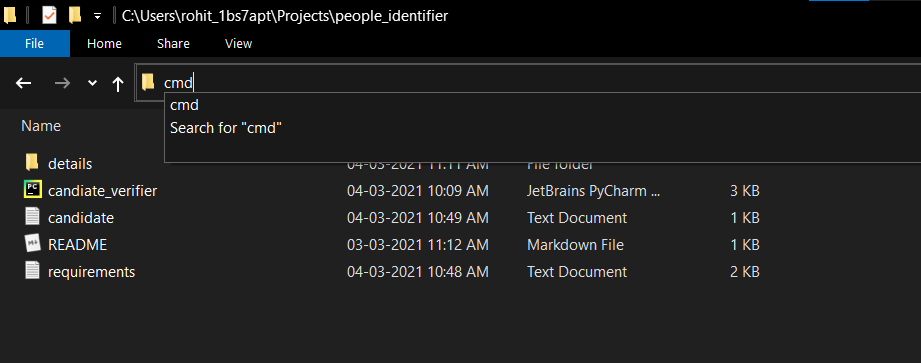 C:\Users\rohit_1bs7apt\Projects\people_identifier
File Home Share View
cmd
cmd
Search for "cmd"
Name
details 04-03-2021 11:11 AM File folder
PC candiate_verifier 04-03-2021 10:09 AM JetBrains PyCharm ... 3 KB
candidate 04-03-2021 10:49 AM Text Document 1 KB
M↓ README 03-03-2021 11:12 AM Markdown File 1 KB
requirements 04-03-2021 10:48 AM Text Document 2 KB